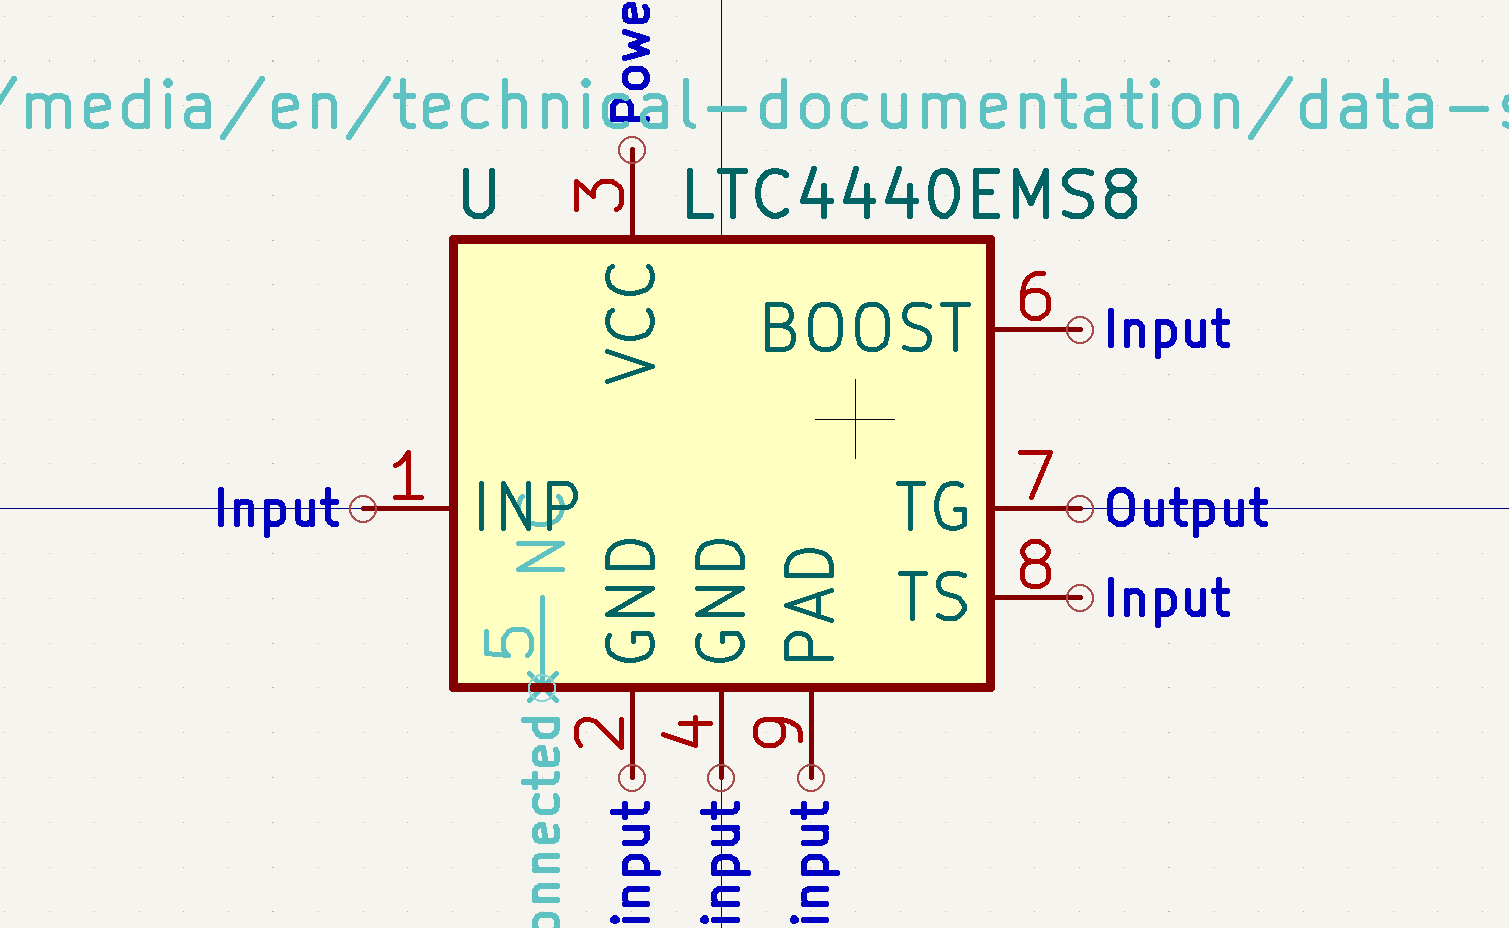 Powe
/media/en/technical-documentation/data-s
U
3
LTC4440EMS8
VCC
6
BOOST
Input
1
Input
INP
7
TG
Output
NC
8
TS
Input
5
GND
GND
PAD
2
4
9
onnected
input
input
input